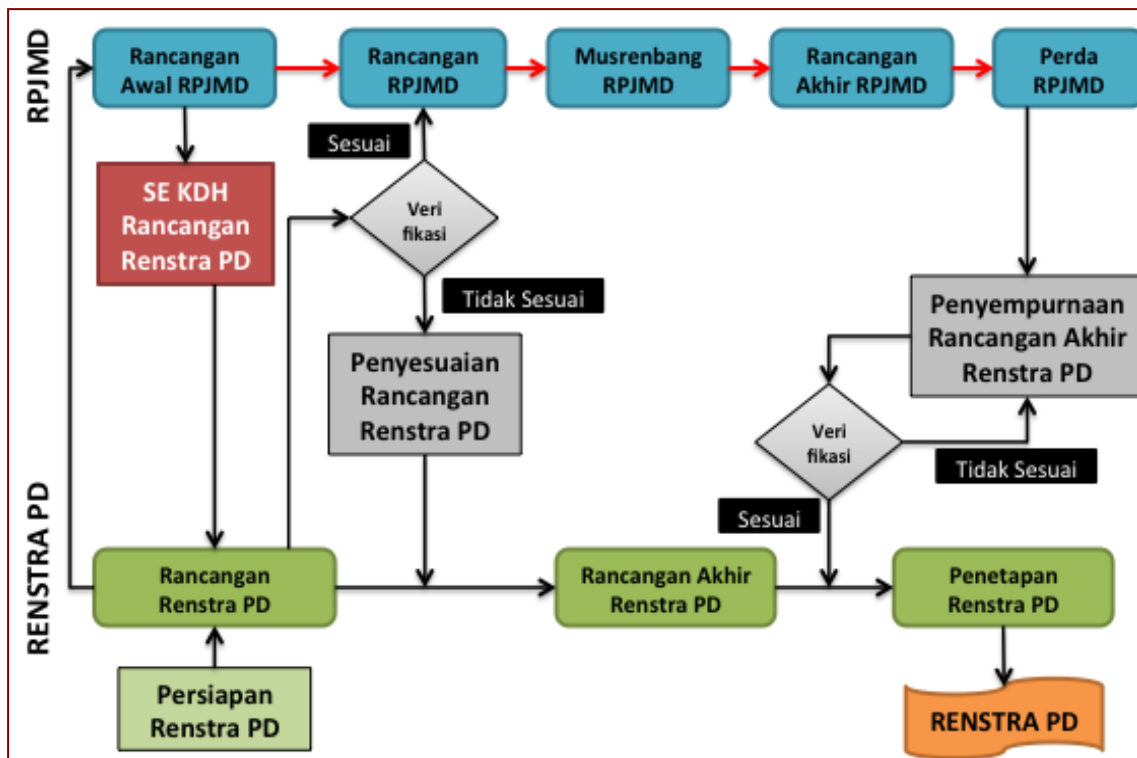 RPJMD
Rancangan
Awal RPJMD
Rancangan
RPJMD
Musrenbang
RPJMD
Rancangan
Akhir RPJMD
Perda
RPJMD
Sesuai
SE KDH
Rancangan
Renstra PD
Veri
fikasi
Tidak Sesuai
Penyesuaian
Rancangan
Renstra PD
Penyempurnaan
Rancangan Akhir
Renstra PD
Veri
fikasi
Tidak Sesuai
Sesuai
RENSTRA PD
Rancangan
Renstra PD
Rancangan Akhir
Renstra PD
Penetapan
Renstra PD
Persiapan
Renstra PD
RENSTRA PD